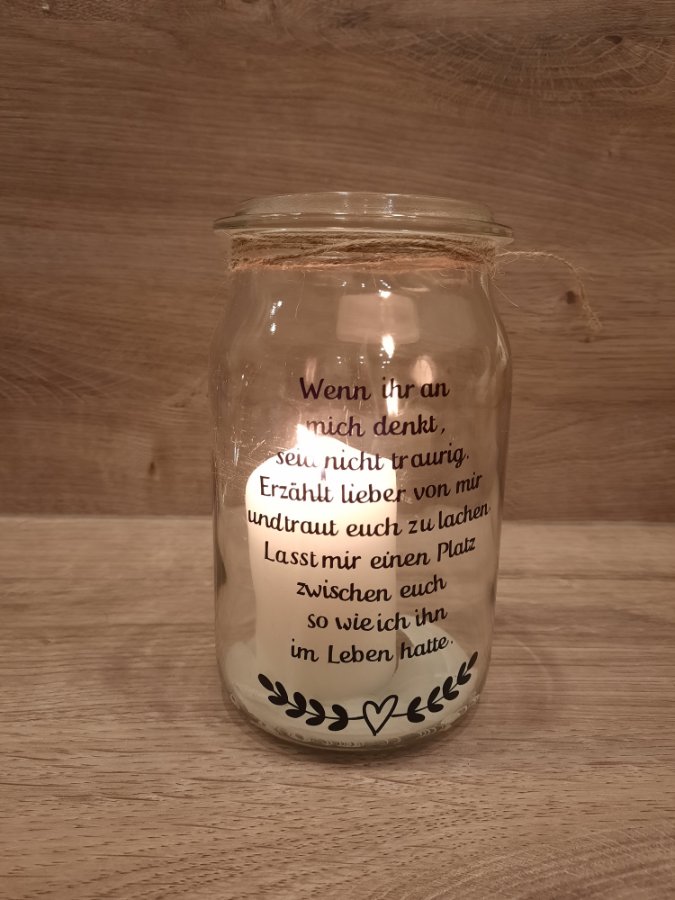 Wenn ihr an
mich denkt,
seid nicht traurig.
Erzählt lieber von mir
und traut euch zu lachen.
Lasst mir einen Platz
zwischen euch
so wie ich ihn
im Leben hatte.